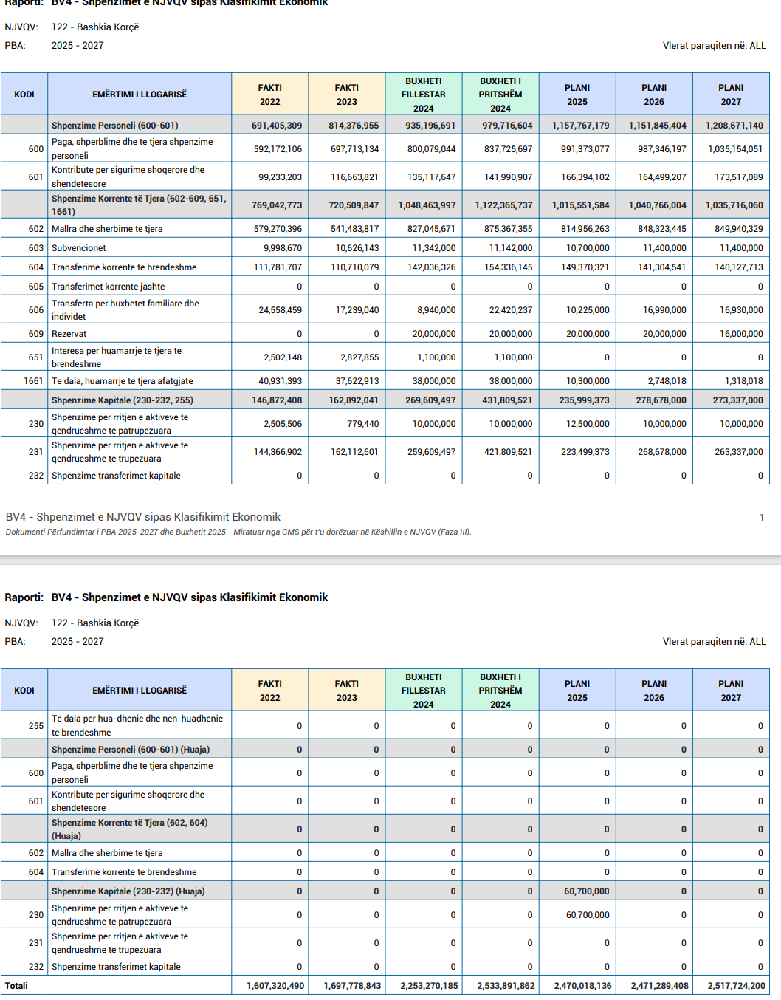 Raporti: BV4 - Shpenzimet e NJVQV sipas Klasifikimit Ekonomik
NJVQV: 122 - Bashkia Korçë
PBA: 2025 - 2027 Vlerat paraqiten në: ALL
KODI EMËRTIMI I LLOGARISË FAKTI 2022 FAKTI 2023 BUXHETI FILLESTAR 2024 BUXHETI I PRITSHËM 2024 PLANI 2025 PLANI 2026 PLANI 2027
Shpenzime Personeli (600-601) 691,405,309 814,376,955 935,196,691 979,716,604 1,157,767,179 1,151,845,404 1,208,671,140
600 Paga, shperblime dhe te tjera shpenzime personeli 592,172,106 697,713,134 800,079,044 837,725,697 991,373,077 987,346,197 1,035,154,051
601 Kontribute per sigurime shoqerore dhe shendetesore 99,233,203 116,663,821 135,117,647 141,990,907 166,394,102 164,499,207 173,517,089
Shpenzime Korrente të Tjera (602-609, 651, 1661) 769,042,773 720,509,847 1,048,463,997 1,122,365,737 1,015,551,584 1,040,766,004 1,035,716,060
602 Mallra dhe sherbime te tjera 579,270,396 541,483,817 827,045,671 875,367,355 814,956,263 848,323,445 849,940,329
603 Subvencionet 9,998,670 10,626,143 11,342,000 11,142,000 10,700,000 11,400,000 11,400,000
604 Transferime korrente te brendeshme 111,781,707 110,710,079 142,036,326 154,336,145 149,370,321 141,304,541 140,127,713
605 Transferimet korrente jashte 0 0 0 0 0 0 0
606 Transferta per buxhetet familiare dhe individet 24,558,459 17,239,040 8,940,000 22,420,237 10,225,000 16,990,000 16,930,000
609 Rezervat 0 0 20,000,000 20,000,000 20,000,000 20,000,000 16,000,000
651 Interesa per huamarrje te tjera te brendeshme 2,502,148 2,827,855 1,100,000 1,100,000 0 0 0
1661 Te dala, huamarrje te tjera afatgjate 40,931,393 37,622,913 38,000,000 38,000,000 10,300,000 2,748,018 1,318,018
Shpenzime Kapitale (230-232, 255) 146,872,408 162,892,041 269,609,497 431,809,521 235,999,373 278,678,000 273,337,000
230 Shpenzime per rritjen e aktiveve te qendrueshme te patrupezuara 2,505,506 779,440 10,000,000 10,000,000 12,500,000 10,000,000 10,000,000
231 Shpenzime per rritjen e aktiveve te qendrueshme te trupezuara 144,366,902 162,112,601 259,609,497 421,809,521 223,499,373 268,678,000 263,337,000
232 Shpenzime transferimet kapitale 0 0 0 0 0 0 0
BV4 - Shpenzimet e NJVQV sipas Klasifikimit Ekonomik 1
Dokumenti Përfundimtar i PBA 2025-2027 dhe Buxhetit 2025 - Miratuar nga GMS për t'u dorëzuar në Këshillin e NJVQV (Faza III).
Raporti: BV4 - Shpenzimet e NJVQV sipas Klasifikimit Ekonomik
NJVQV: 122 - Bashkia Korçë
PBA: 2025 - 2027 Vlerat paraqiten në: ALL
KODI EMËRTIMI I LLOGARISË FAKTI 2022 FAKTI 2023 BUXHETI FILLESTAR 2024 BUXHETI I PRITSHËM 2024 PLANI 2025 PLANI 2026 PLANI 2027
255 Te dala per hua-dhenie dhe nen-huadhenie te brendeshme 0 0 0 0 0 0 0
Shpenzime Personeli (600-601) (Huaja) 0 0 0 0 0 0 0
600 Paga, shperblime dhe te tjera shpenzime personeli 0 0 0 0 0 0 0
601 Kontribute per sigurime shoqerore dhe shendetesore 0 0 0 0 0 0 0
Shpenzime Korrente të Tjera (602, 604) (Huaja) 0 0 0 0 0 0 0
602 Mallra dhe sherbime te tjera 0 0 0 0 0 0 0
604 Transferime korrente te brendeshme 0 0 0 0 0 0 0
Shpenzime Kapitale (230-232) (Huaja) 0 0 0 0 60,700,000 0 0
230 Shpenzime per rritjen e aktiveve te qendrueshme te patrupezuara 0 0 0 0 60,700,000 0 0
231 Shpenzime per rritjen e aktiveve te qendrueshme te trupezuara 0 0 0 0 0 0 0
232 Shpenzime transferimet kapitale 0 0 0 0 0 0 0
Totali 1,607,320,490 1,697,778,843 2,253,270,185 2,533,891,862 2,470,018,136 2,471,289,408 2,517,724,200